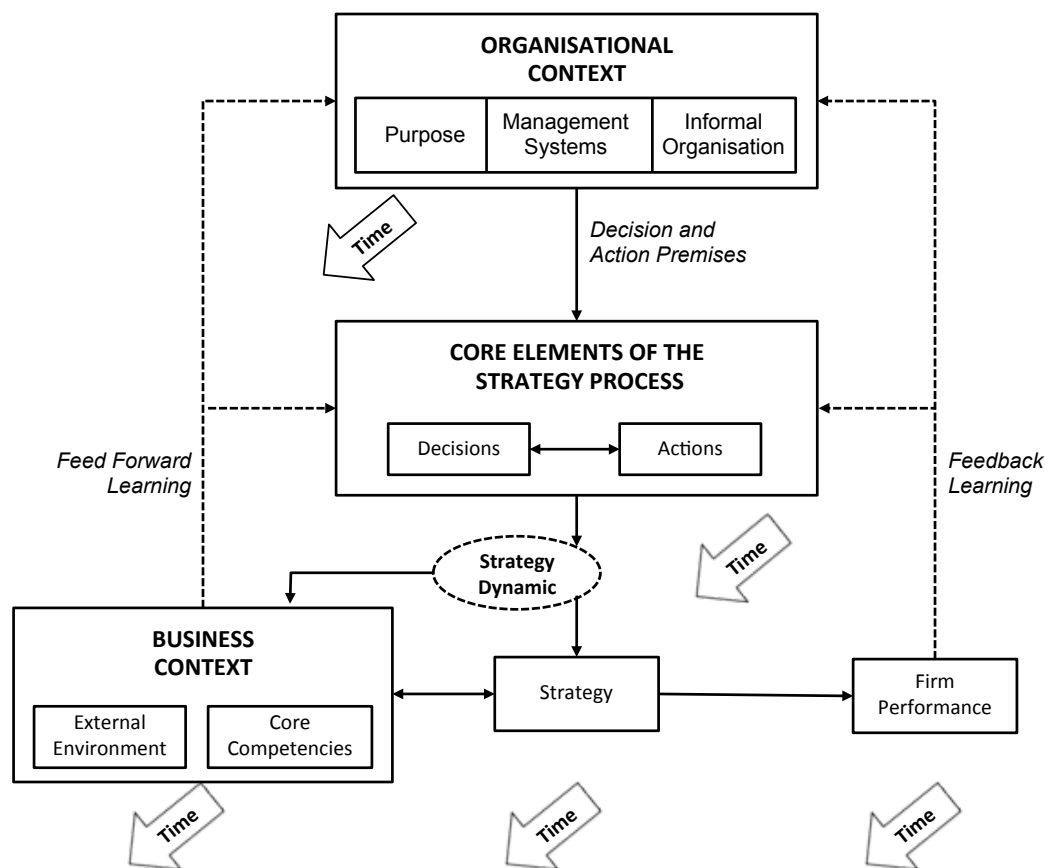 ORGANISATIONAL
CONTEXT
Purpose
Management
Systems
Informal
Organisation
Time
Decision and
Action Premises
CORE ELEMENTS OF THE
STRATEGY PROCESS
Decisions
Actions
Feed Forward
Learning
Feedback
Learning
Time
Strategy
Dynamic
BUSINESS
CONTEXT
External
Environment
Core
Competencies
Strategy
Firm
Performance
Time
Time
Time